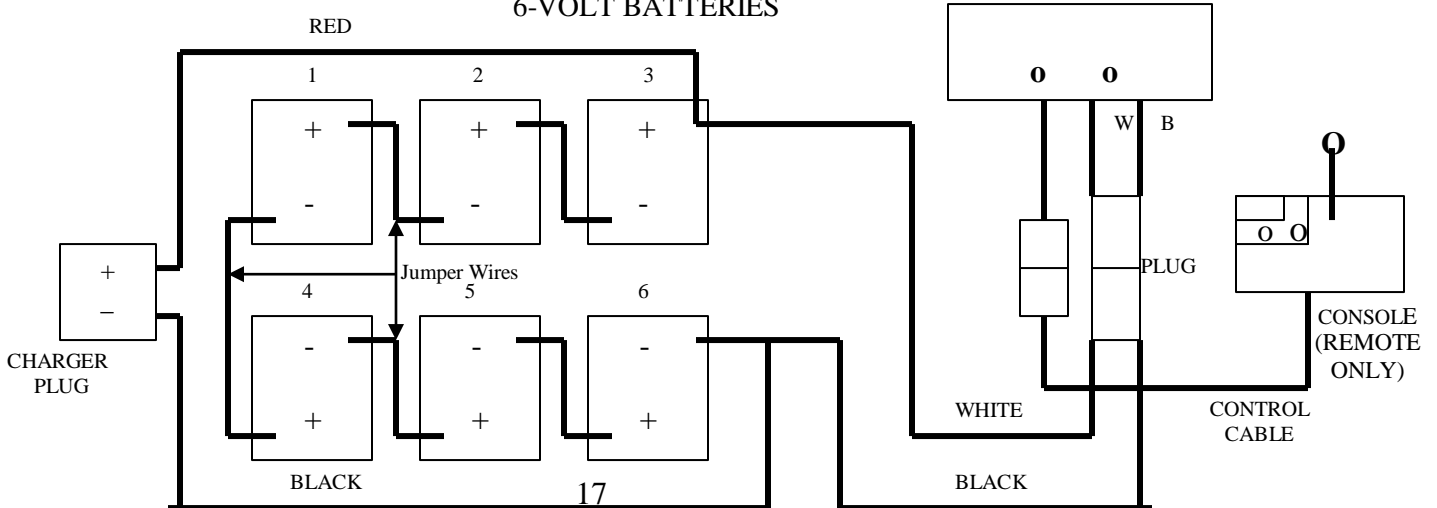 6-VOLT BATTERIES
RED
1 2 3
o o
+ + +
W B
O
- - -
o O
+
Jumper Wires
PLUG
4 5 6
–
CONSOLE
(REMOTE
ONLY)
- - -
CHARGER
PLUG
WHITE
CONTROL
CABLE
+ + +
BLACK
BLACK
17